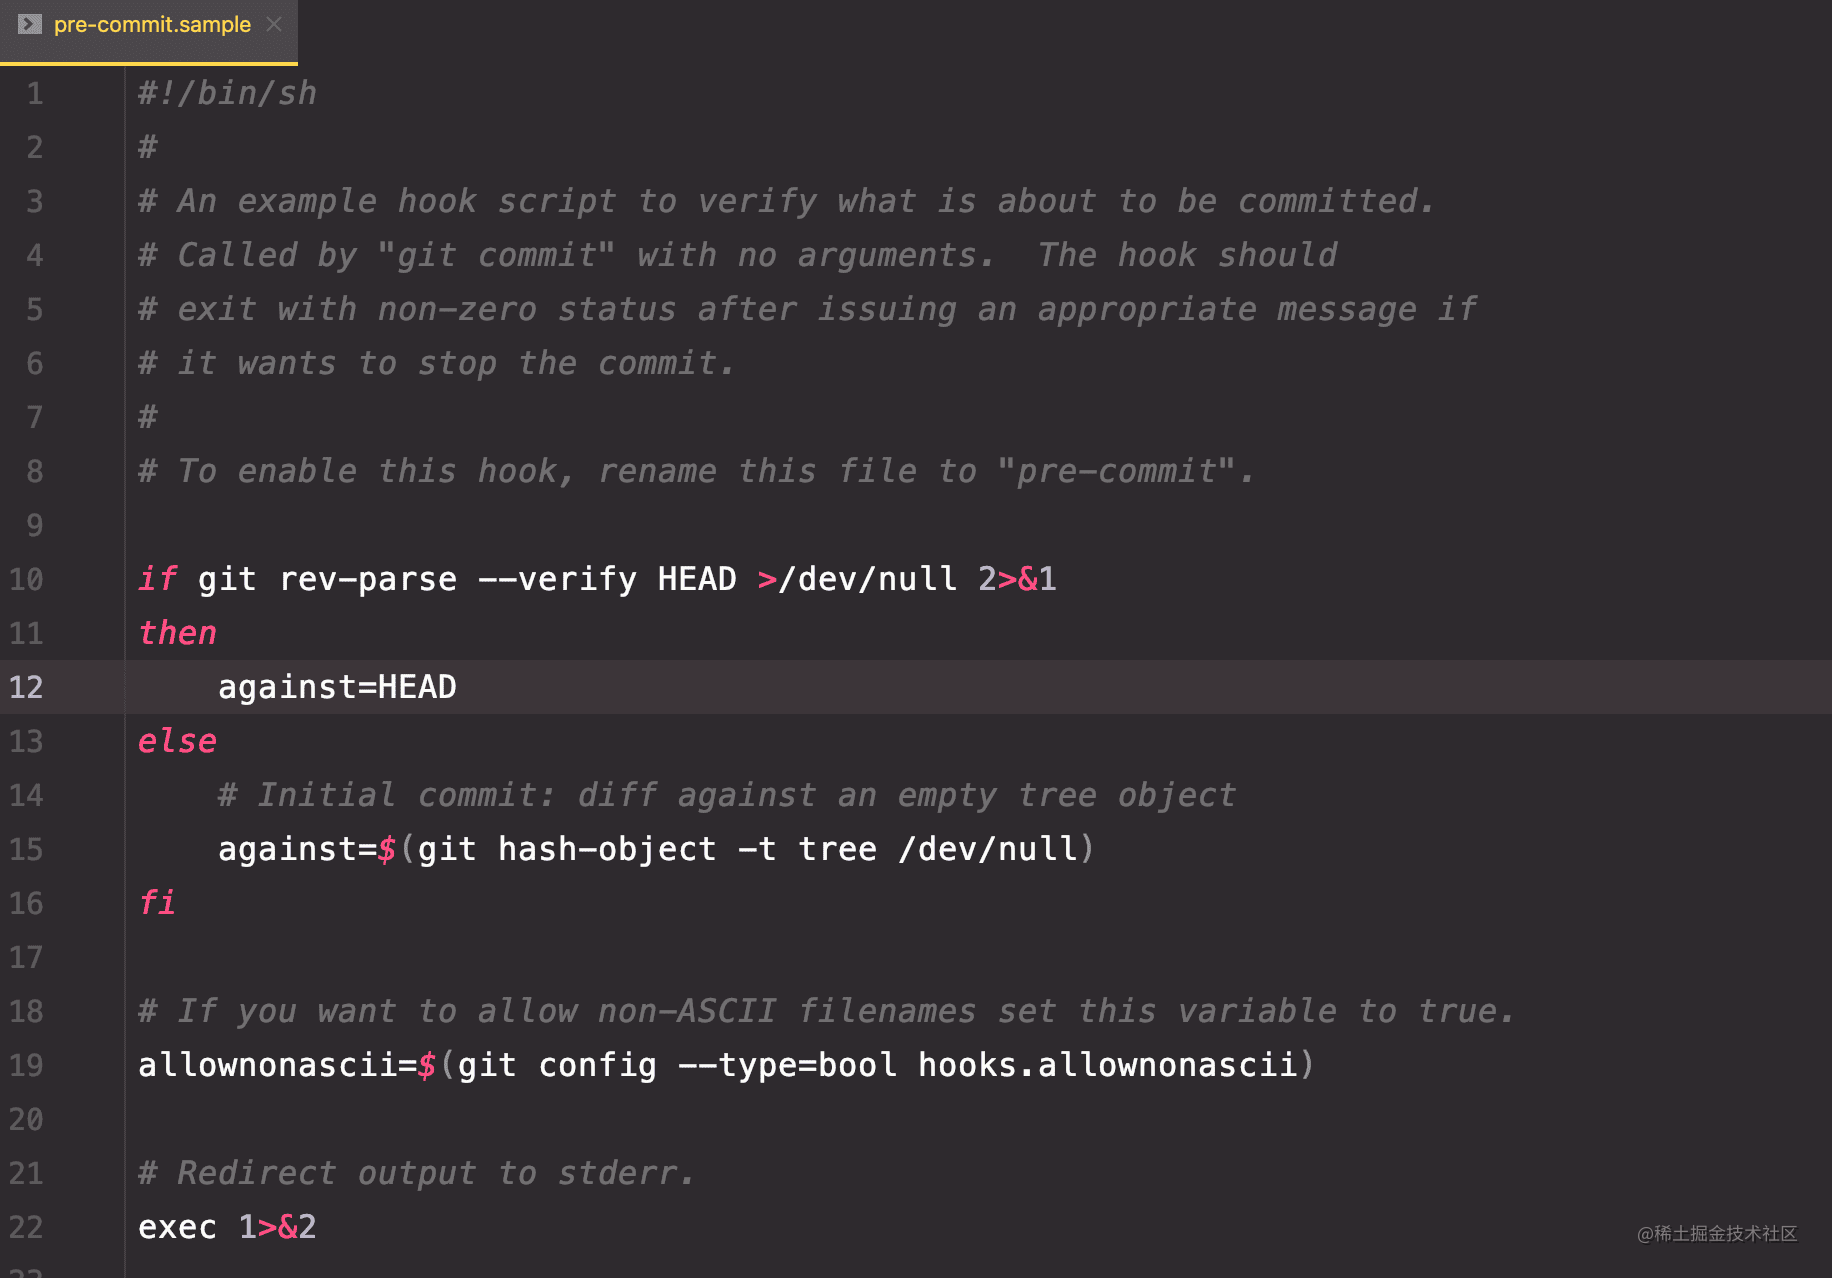 pre-commit.sample
1 #!/bin/sh
2 #
3 # An example hook script to verify what is about to be committed.
4 # Called by "git commit" with no arguments.  The hook should
5 # exit with non-zero status after issuing an appropriate message if
6 # it wants to stop the commit.
7 #
8 # To enable this hook, rename this file to "pre-commit".
9
10 if git rev-parse --verify HEAD >/dev/null 2>&1
11 then
12     against=HEAD
13 else
14     # Initial commit: diff against an empty tree object
15     against=$(git hash-object -t tree /dev/null)
16 fi
17
18 # If you want to allow non-ASCII filenames set this variable to true.
19 allownonascii=$(git config --type=bool hooks.allownonascii)
20
21 # Redirect output to stderr.
22 exec 1>&2
@稀土掘金技术社区